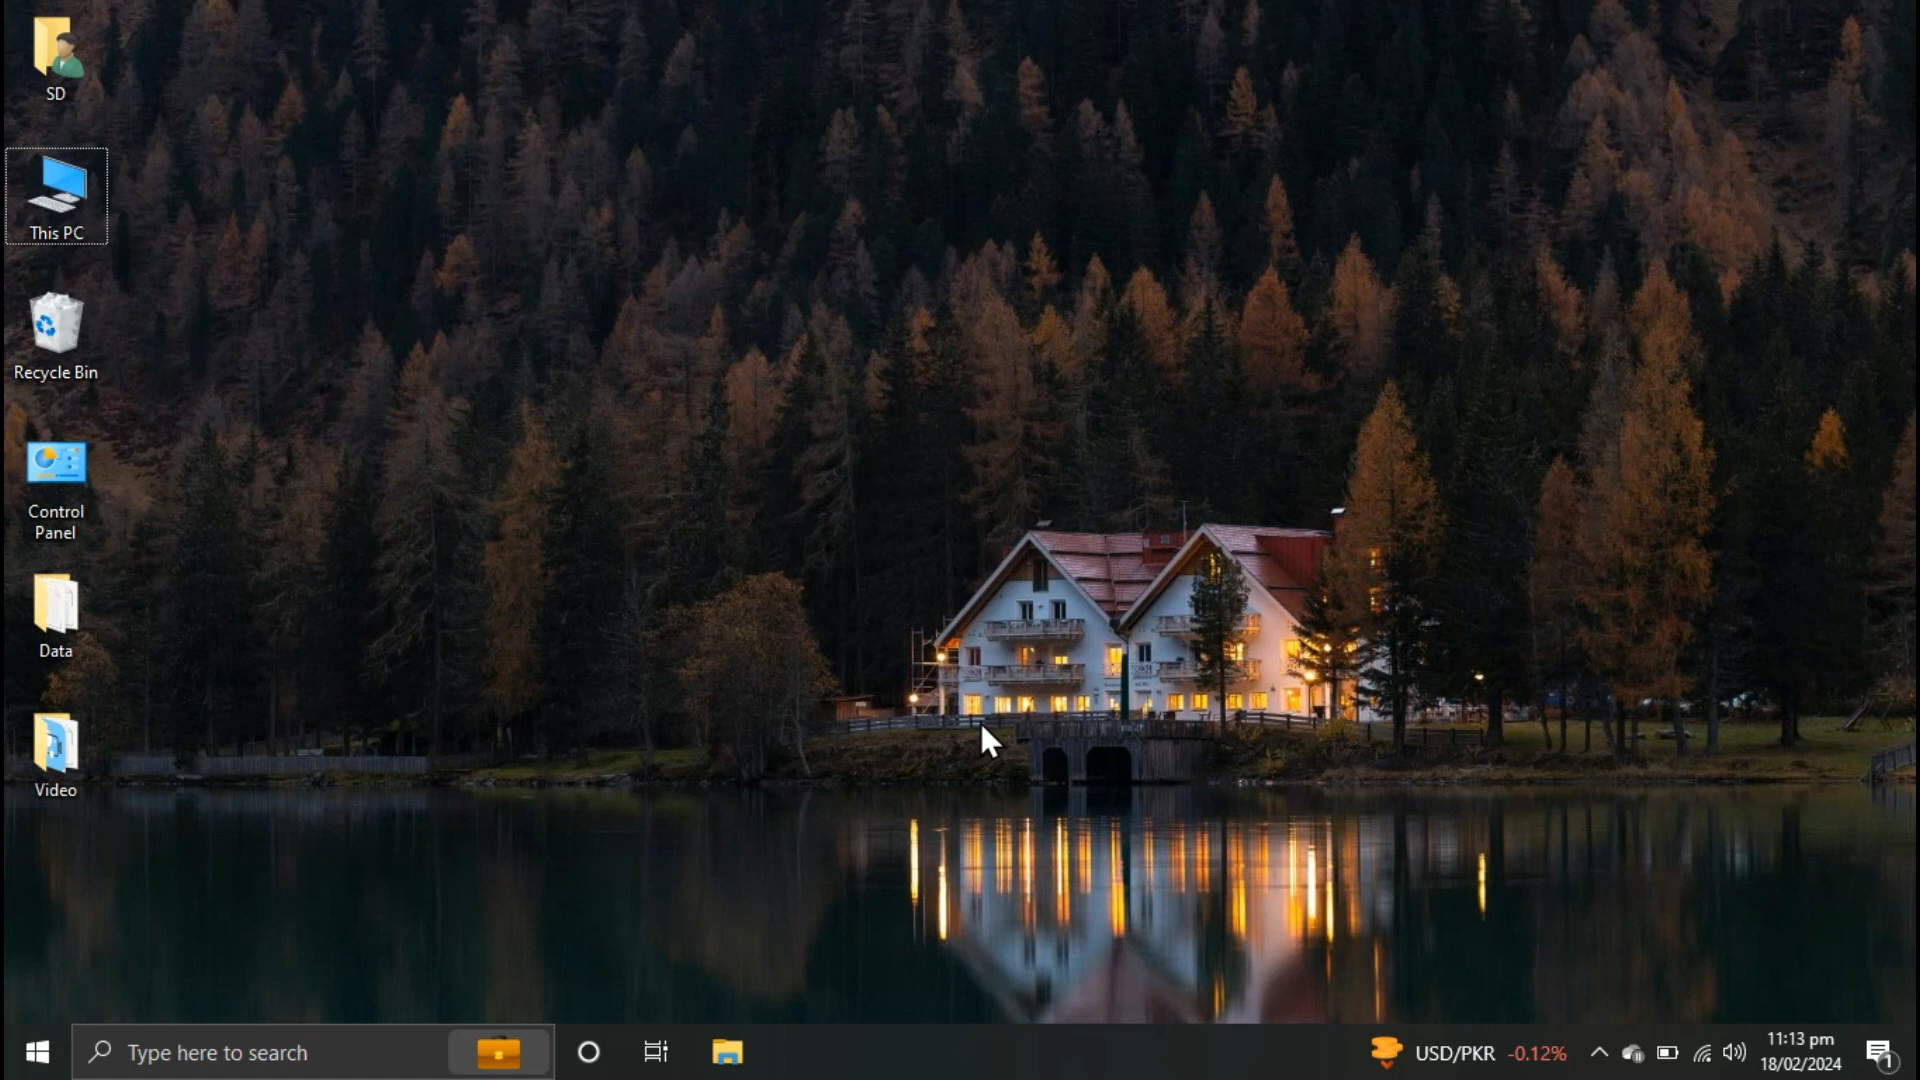 SD
This PC
Recycle Bin
Control
Panel
Data
Video
Type here to search
USD/PKR -0.12%
11:13 pm
18/02/2024
1